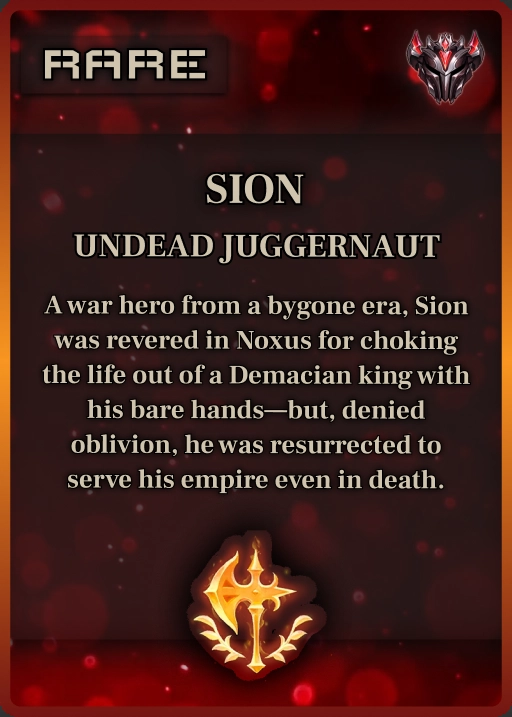 RARE
SION
UNDEAD JUGGERNAUT
A war hero from a bygone era, Sion
was revered in Noxus for choking
the life out of a Demacian king with
his bare hands—but, denied
oblivion, he was resurrected to
serve his empire even in death.